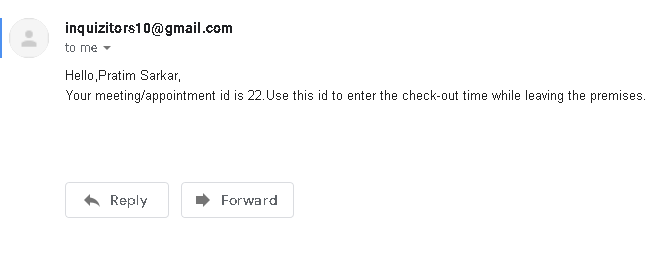 inquizitors10@gmail.com
to me
Hello,Pratim Sarkar,
Your meeting/appointment id is 22.Use this id to enter the check-out time while leaving the premises.
Reply
Forward